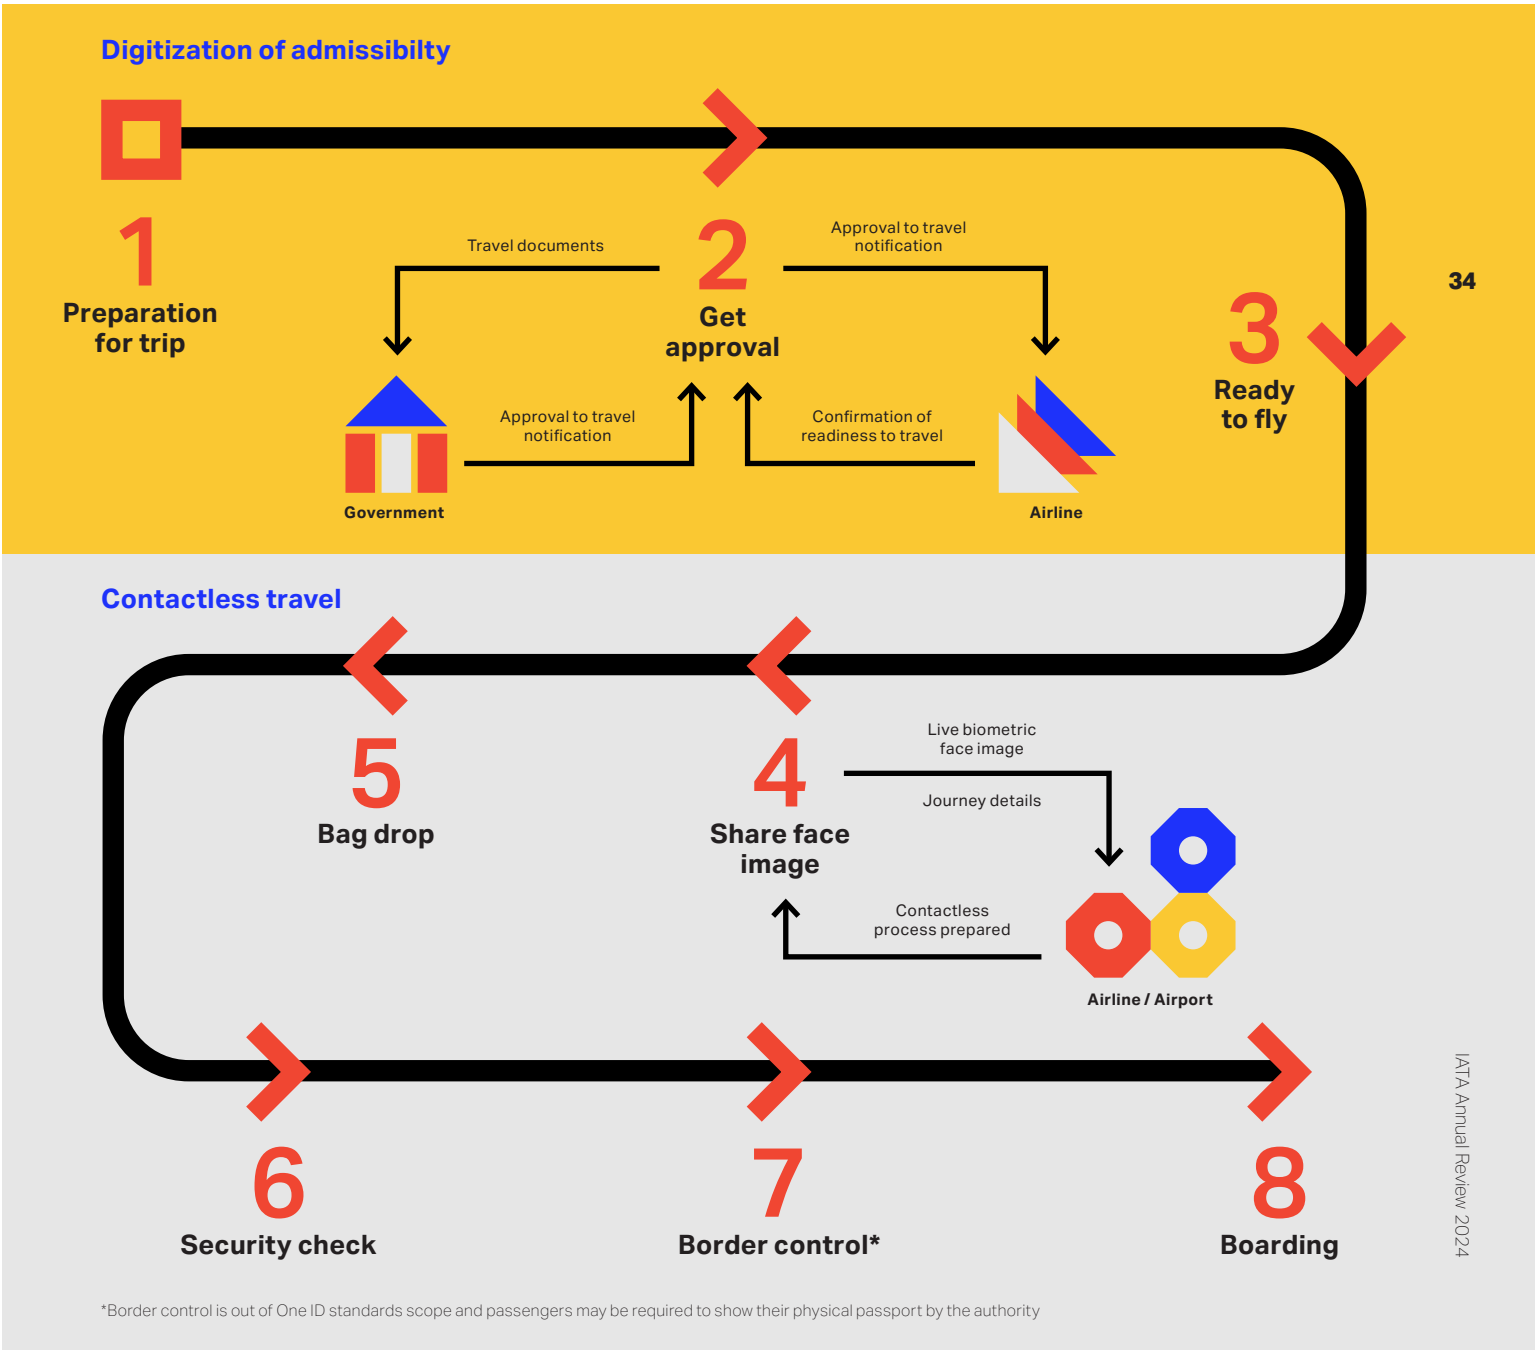 Digitization of admissibilty
1
Preparation
for trip
Travel documents
2
Get
approval
Approval to travel
notification
Approval to travel
notification
Confirmation of
readiness to travel
Government
Airline
3
Ready
to fly
34
Contactless travel
4
Share face
image
Live biometric
face image
Journey details
Contactless
process prepared
Airline / Airport
5
Bag drop
6
Security check
7
Border control*
8
Boarding
*Border control is out of One ID standards scope and passengers may be required to show their physical passport by the authority
IATA Annual Review 2024